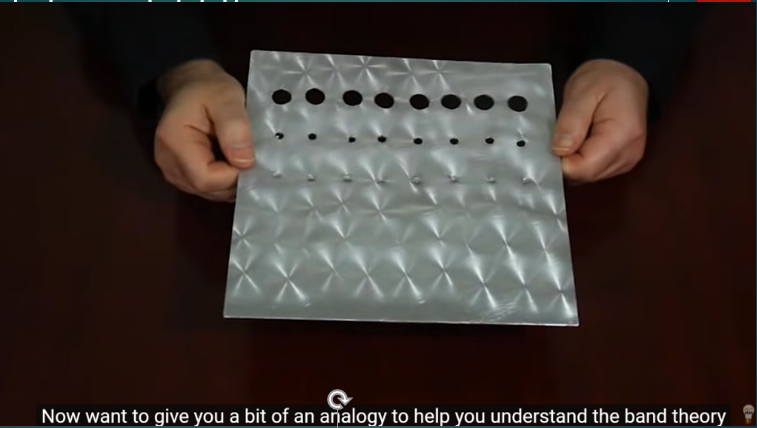 Now want to give you a bit of an analogy to help you understand the band theory